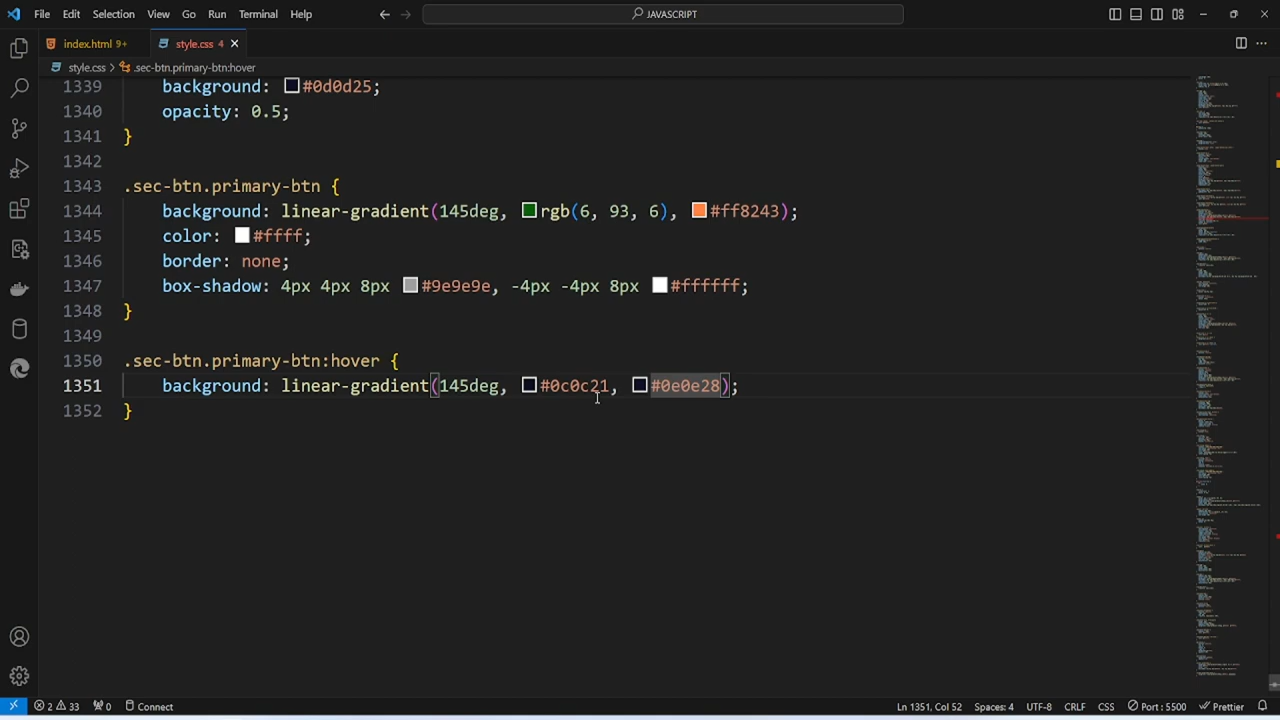 File Edit Selection View Go Run Terminal Help JAVASCRIPT
index.html 9+ style.css 4
style.css > .sec-btn.primary-btn:hover
1339 background: #0d0d25;
1340 opacity: 0.5;
1341 }
1342
1343 .sec-btn.primary-btn {
1344 background: linear-gradient(145deg, rgb(6, 93, 6), #ff8243);
1345 color: #ffff;
1346 border: none;
1347 box-shadow: 4px 4px 8px #9e9e9e, -4px -4px 8px #ffffff;
1348 }
1349
1350 .sec-btn.primary-btn:hover {
1351 background: linear-gradient(145deg, #0c0c21, #0e0e28);
1352 }
2 33 0 Connect Ln 1351, Col 52 Spaces: 4 UTF-8 CRLF CSS Port : 5500 Prettier